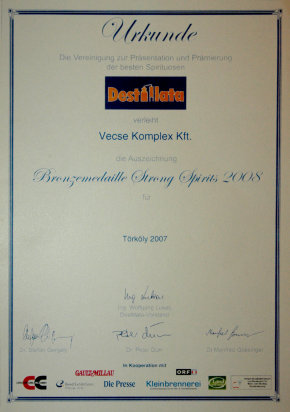 Urkunde
Die Vereinigung zur Präsentation und Prämierung
der besten Spirituosen
Destillata
verleiht
Vecse Komplex Kft.
die Auszeichnung
Bronzemedaille Strong Spirits 2008
für
Törköly 2007
Ing. Wolfgang Lukas
Destillata-Vorstand
Dr. Stefan Gergely
Dr. Peter Dürr
Dr. Manfred Gössinger
In Kooperation mit
GAULT MILLAU
ORF
Die Presse
Kleinbrennerei